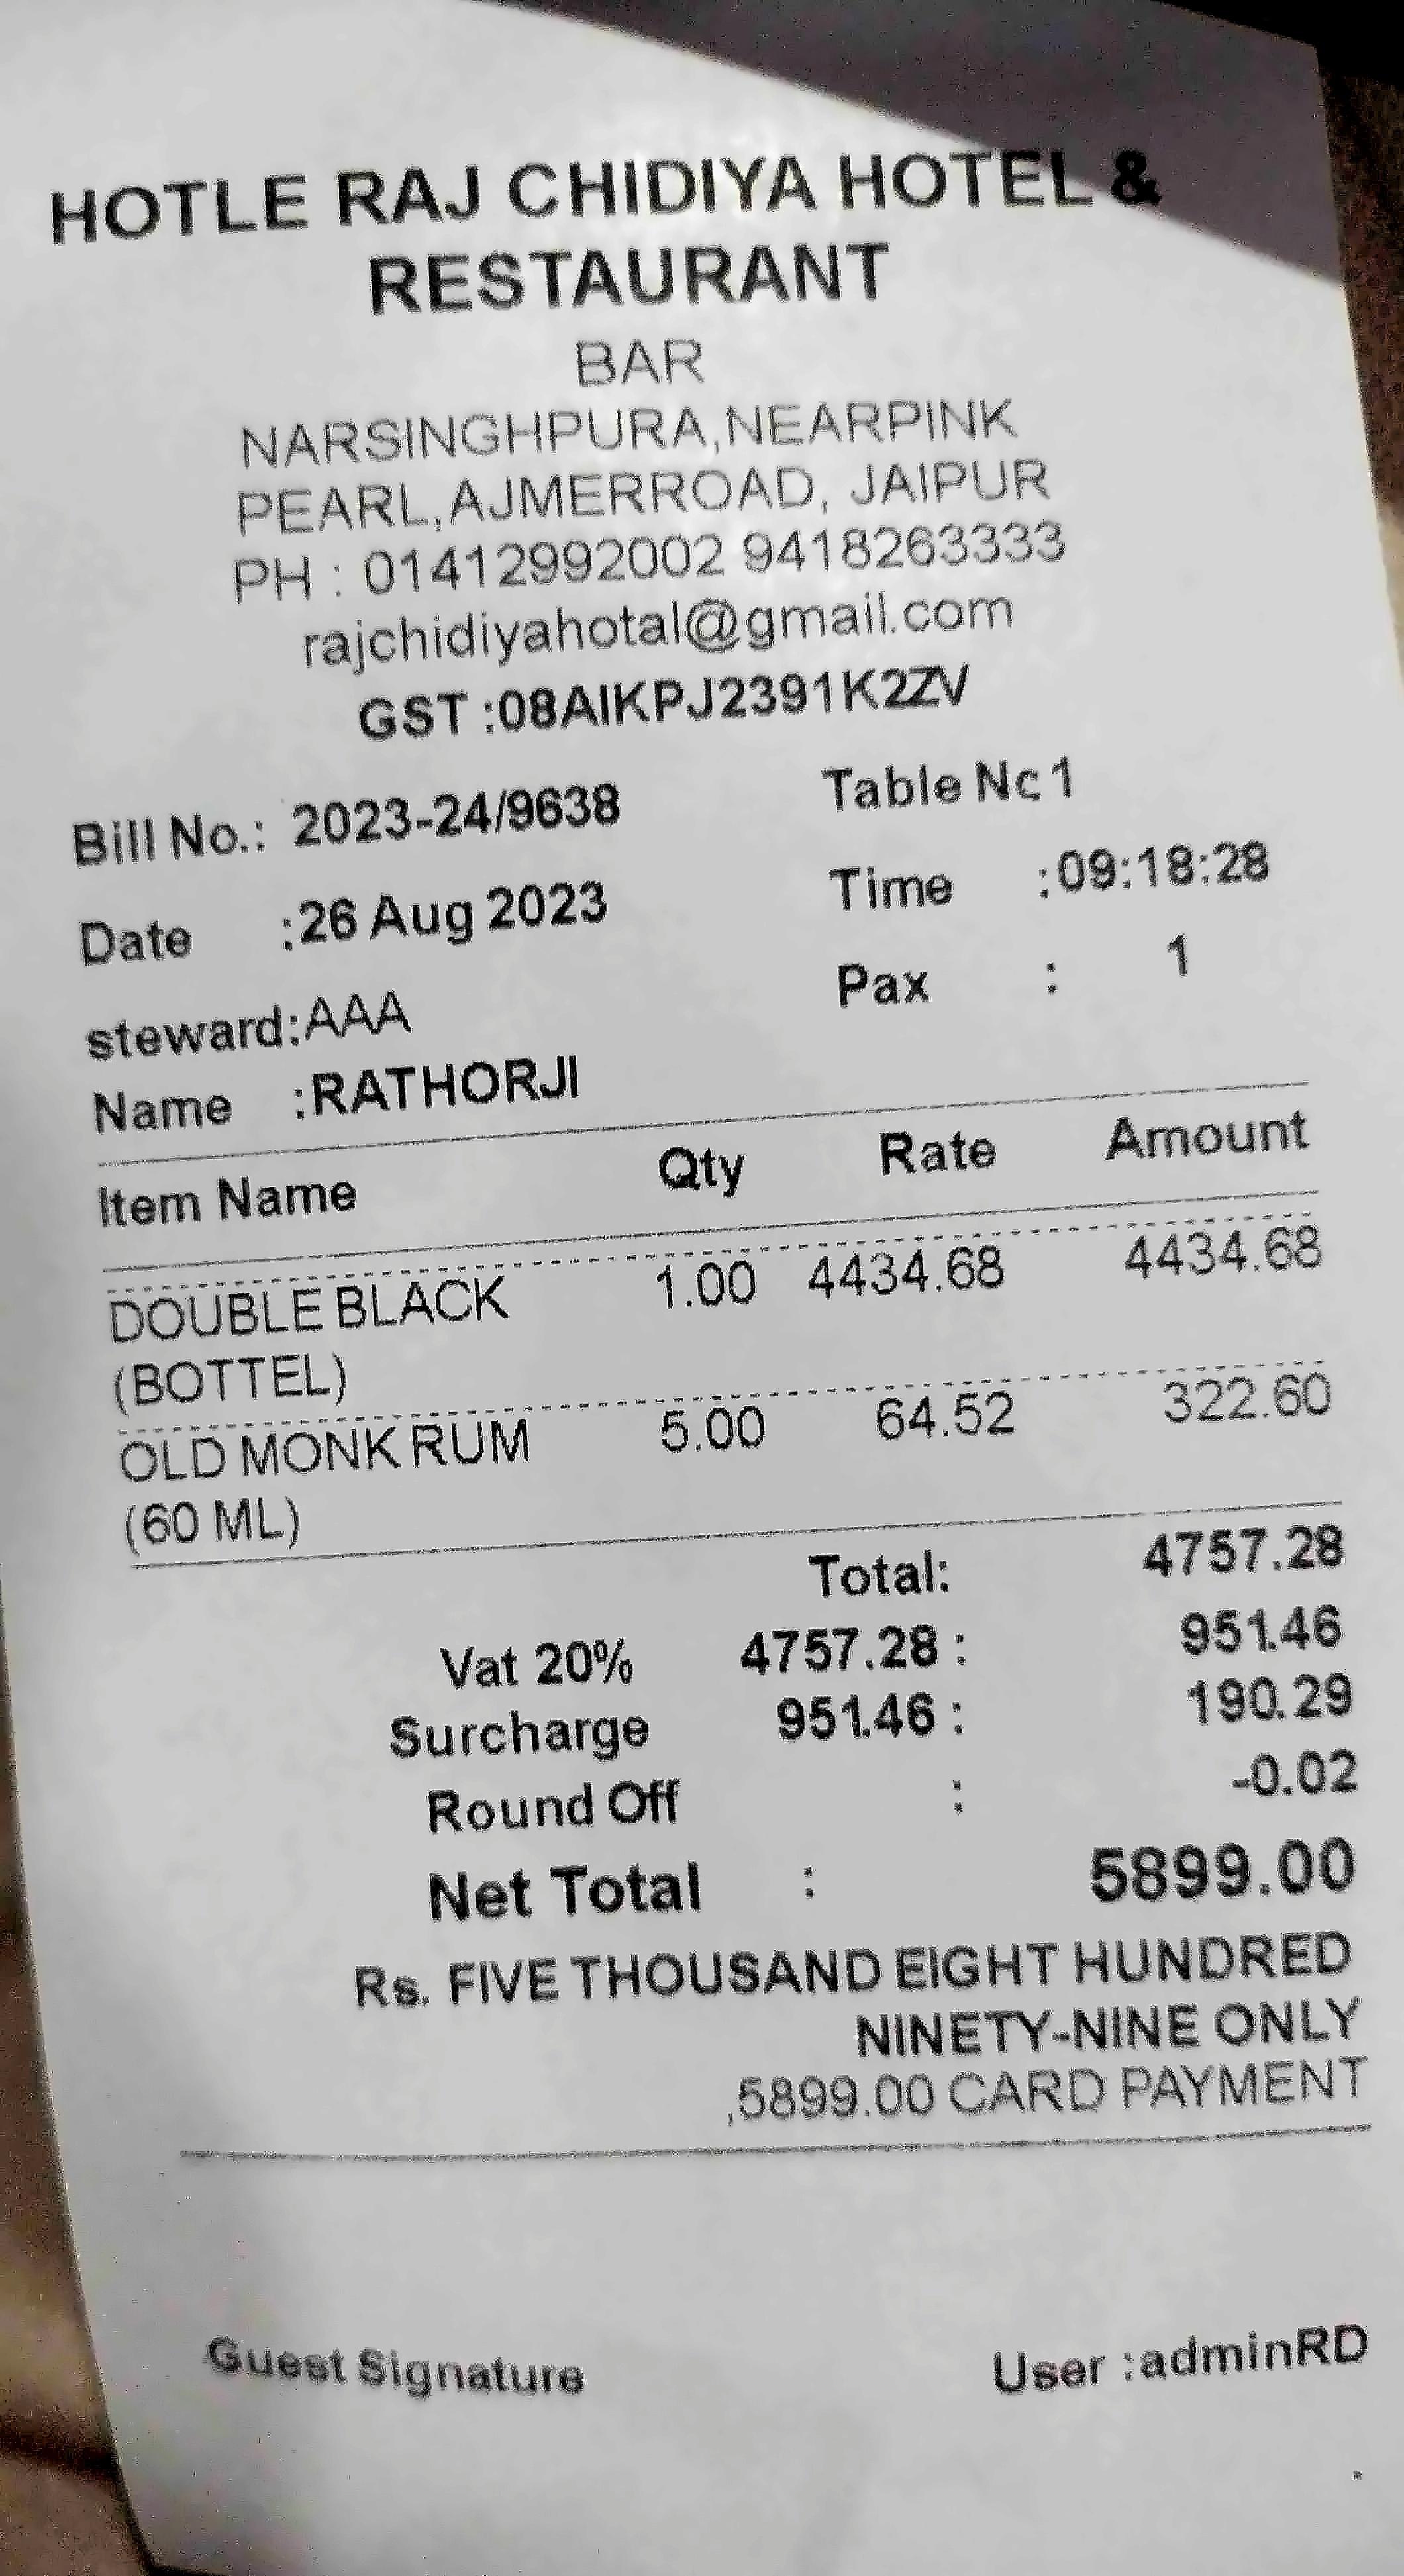 HOTLE RAJ CHIDIYA HOTEL &
RESTAURANT
BAR
NARSINGHPURA,NEARPINK
PEARL,AJMERROAD, JAIPUR
PH : 01412992002 9418263333
rajchidiyahotal@gmail.com
GST :08AIKPJ2391K2ZV
Bill No.: 2023-24/9638 Table No 1
Date :26 Aug 2023 Time :09:18:28
steward:AAA Pax : 1
Name :RATHORJI
Item Name Qty Rate Amount
DOUBLE BLACK 1.00 4434.68 4434.68
(BOTTEL)
OLD MONK RUM 5.00 64.52 322.60
(60 ML)
Total: 4757.28
Vat 20% 4757.28 : 951.46
Surcharge 951.46 : 190.29
Round Off : -0.02
Net Total : 5899.00
Rs. FIVE THOUSAND EIGHT HUNDRED
NINETY-NINE ONLY
,5899.00 CARD PAYMENT
Guest Signature User :adminRD